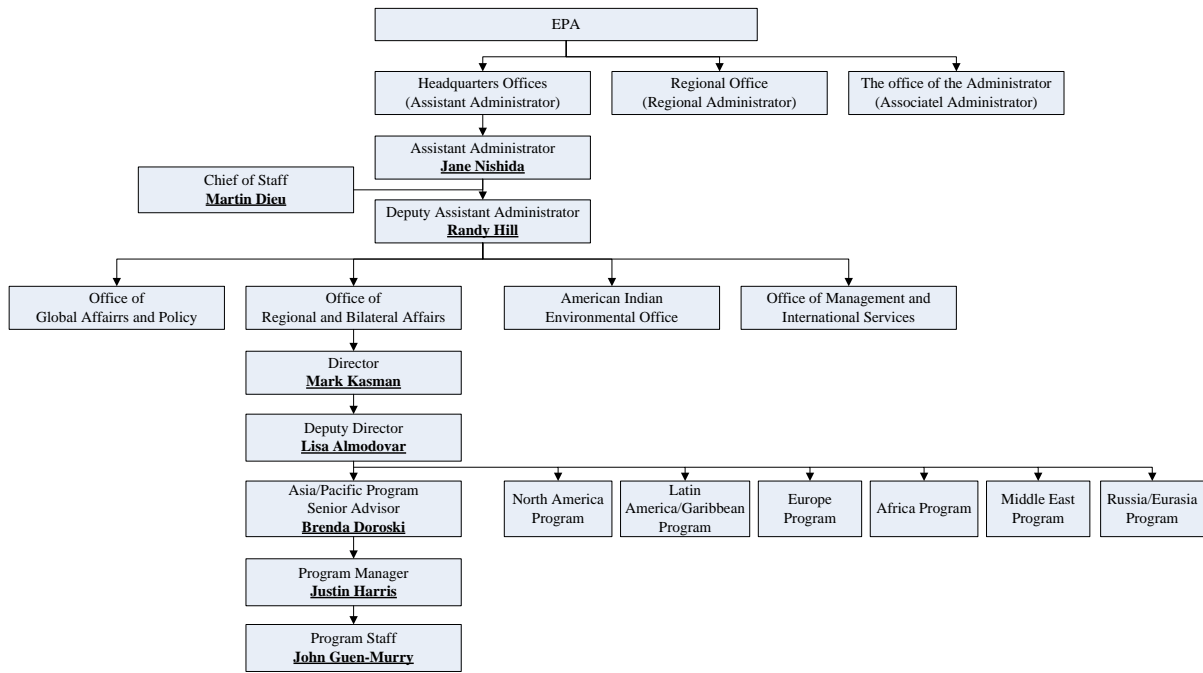 EPA
Headquarters Offices
(Assistant Administrator)
Regional Office
(Regional Administrator)
The office of the Administrator
(Associatel Administrator)
Assistant Administrator
Jane Nishida
Chief of Staff
Martin Dieu
Deputy Assistant Administrator
Randy Hill
Office of
Global Affairrs and Policy
Office of
Regional and Bilateral Affairs
American Indian
Environmental Office
Office of Management and
International Services
Director
Mark Kasman
Deputy Director
Lisa Almodovar
Asia/Pacific Program
Senior Advisor
Brenda Doroski
North America
Program
Latin
America/Garibbean
Program
Europe
Program
Africa Program
Middle East
Program
Russia/Eurasia
Program
Program Manager
Justin Harris
Program Staff
John Guen-Murry